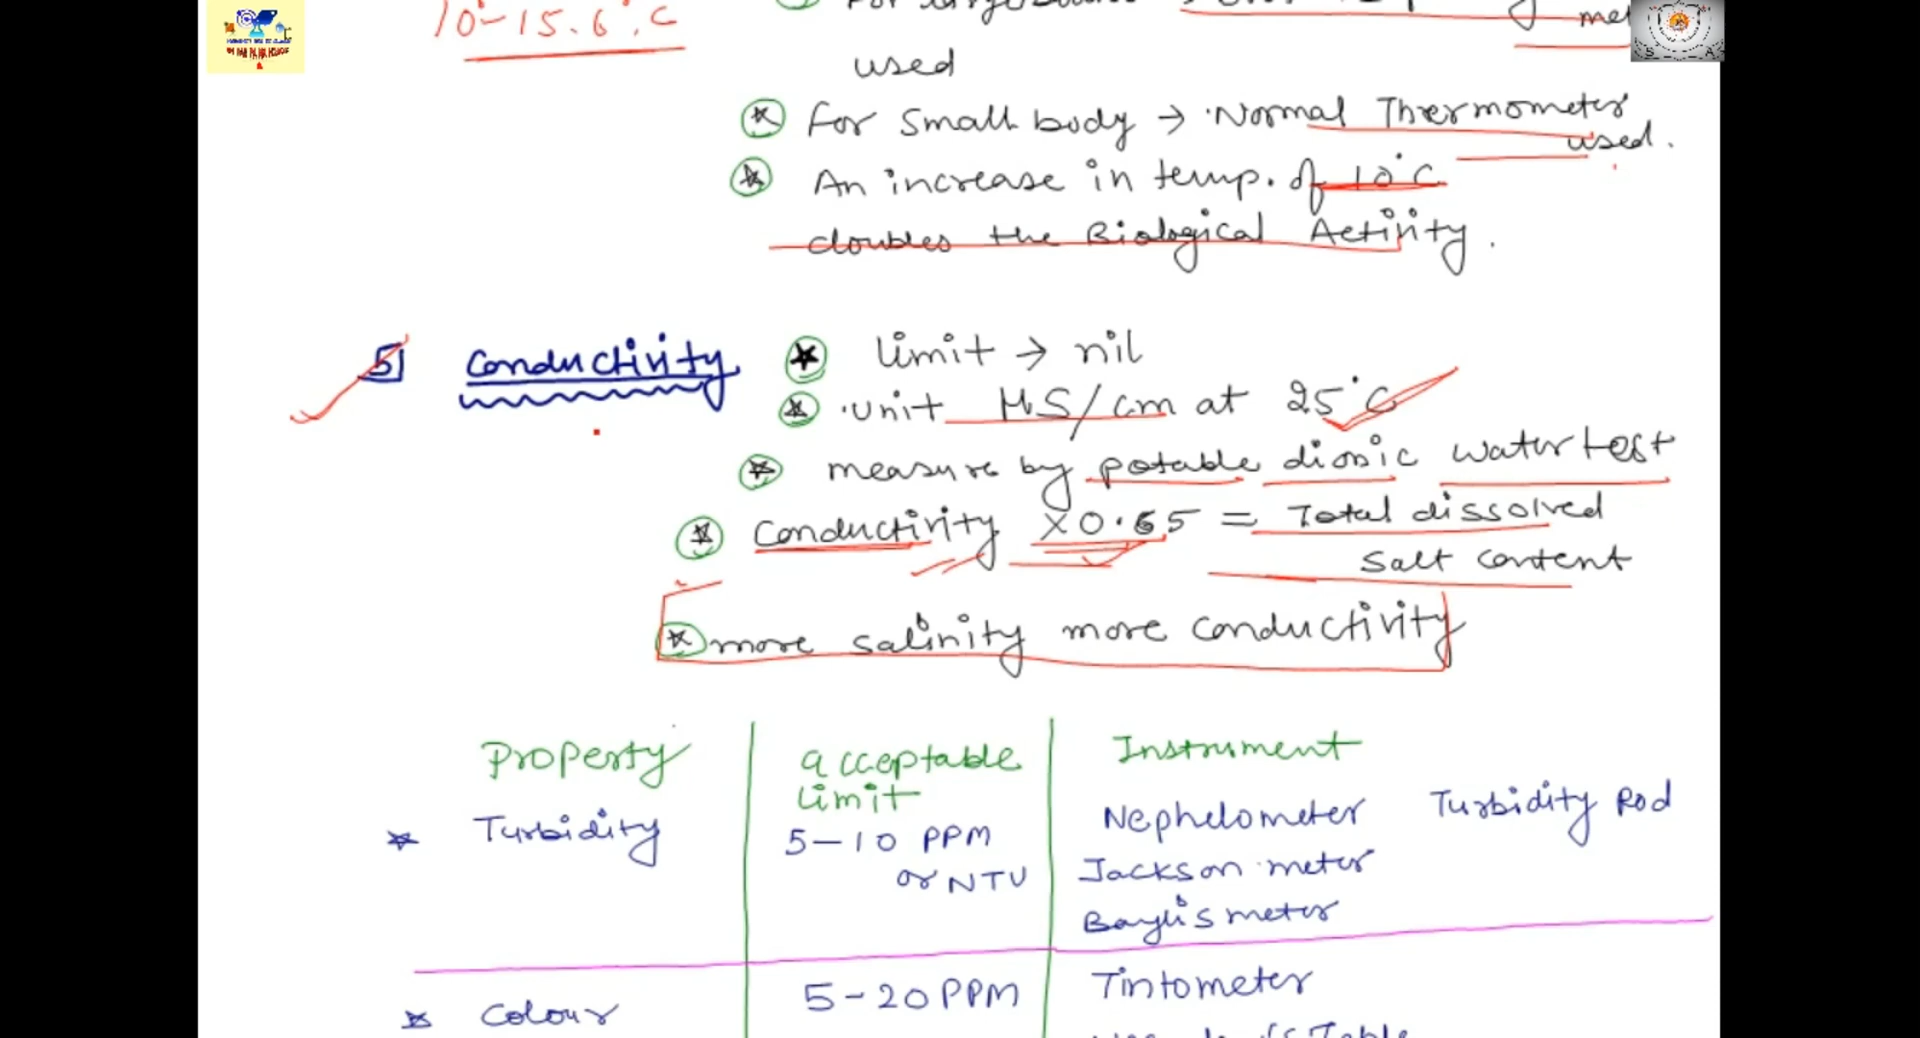 10°-15.6°.C
used
For small body → Normal Thermometer used.
An increase in temp. of 10°C
doubles the Biological Activity.
5 Conductivity
limit → nil
unit MS/cm at 25°C
measure by potable dionic water test
Conductivity X0.65 = Total dissolved
salt content
more salinity more conductivity
Property acceptable limit Instrument
Turbidity 5-10 PPM or NTU Nephelometer Turbidity Rod
Jackson meter
Baylis meter
Colour 5-20 PPM Tintometer